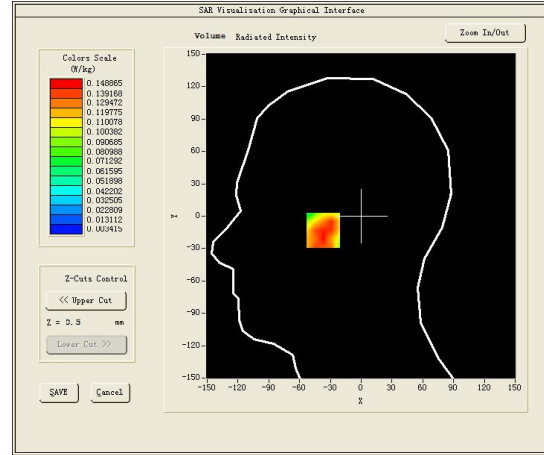 SAR Visualisation Graphical Interface
Volume Radiated Intensity
Zoom In/Out
Colors Scale
(W/kg)
0.148865
0.139168
0.129472
0.119775
0.110078
0.100382
0.090685
0.080988
0.071292
0.061595
0.051898
0.042202
0.032505
0.022809
0.013112
0.003415
Z-Cuts Control
<< Upper Cut
Z = 3.5 mm
Lower Cut >>
SAVE Cancel
150
120
90
60
30
0
-30
-60
-90
-120
-150
Y
-150 -120 -90 -60 -30 0 30 60 90 120 150
X